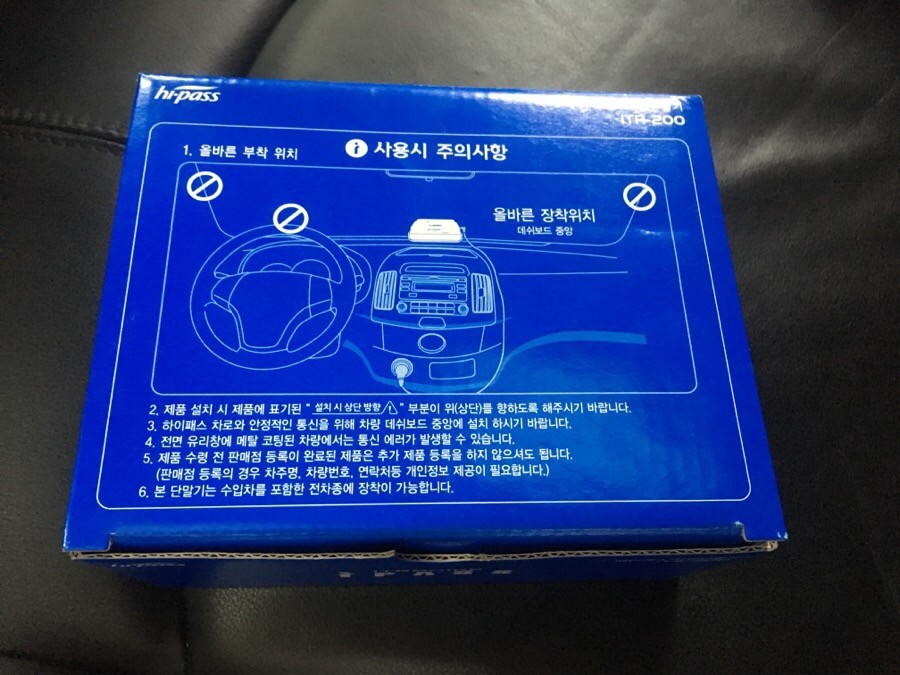 hi-pass
기
ITR-200
사용시 주의사항
1. 올바른 부착 위치
올바른 장착위치
데쉬보드 중앙
2. 제품 설치 시 제품에 표기된 " 설치 시 상단 방향 " 부분이 위(상단)를 향하도록 해주시기 바랍니다.
3. 하이패스 차로와 안정적인 통신을 위해 차량 데쉬보드 중앙에 설치 하시기 바랍니다.
4. 전면 유리창에 메탈 코팅된 차량에서는 통신 에러가 발생할 수 있습니다.
5. 제품 수령 전 판매점 등록이 완료된 제품은 추가 제품 등록을 하지 않으셔도 됩니다.
(판매점 등록의 경우 차주명, 차량번호, 연락처등 개인정보 제공이 필요합니다.)
6. 본 단말기는 수입차를 포함한 전차종에 장착이 가능합니다.
hi-pass